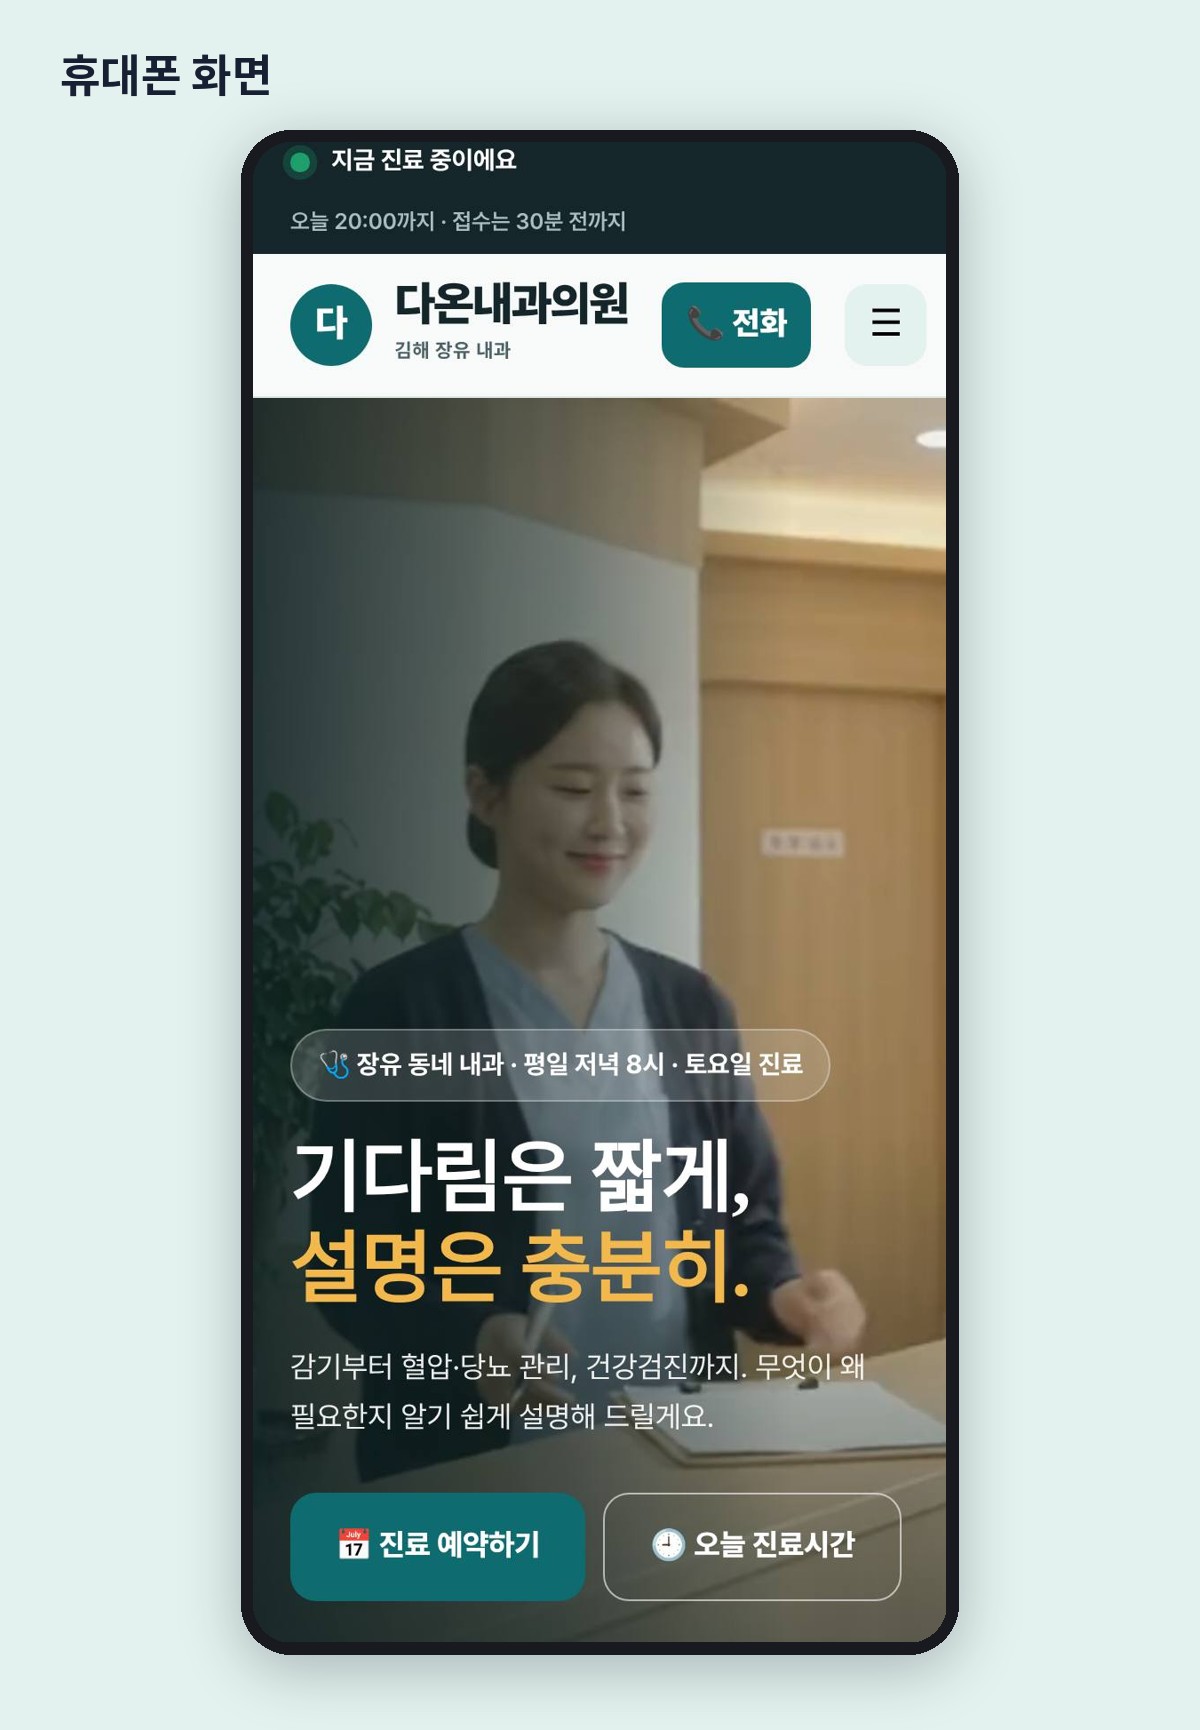 휴대폰 화면
지금 진료 중이에요
오늘 20:00까지 · 접수는 30분 전까지
다
다온내과의원
김해 장유 내과
📞 전화
☰
🩺 장유 동네 내과 · 평일 저녁 8시 · 토요일 진료
기다림은 짧게,
설명은 충분히.
감기부터 혈압·당뇨 관리, 건강검진까지. 무엇이 왜
필요한지 알기 쉽게 설명해 드릴게요.
📅 진료 예약하기
🕘 오늘 진료시간